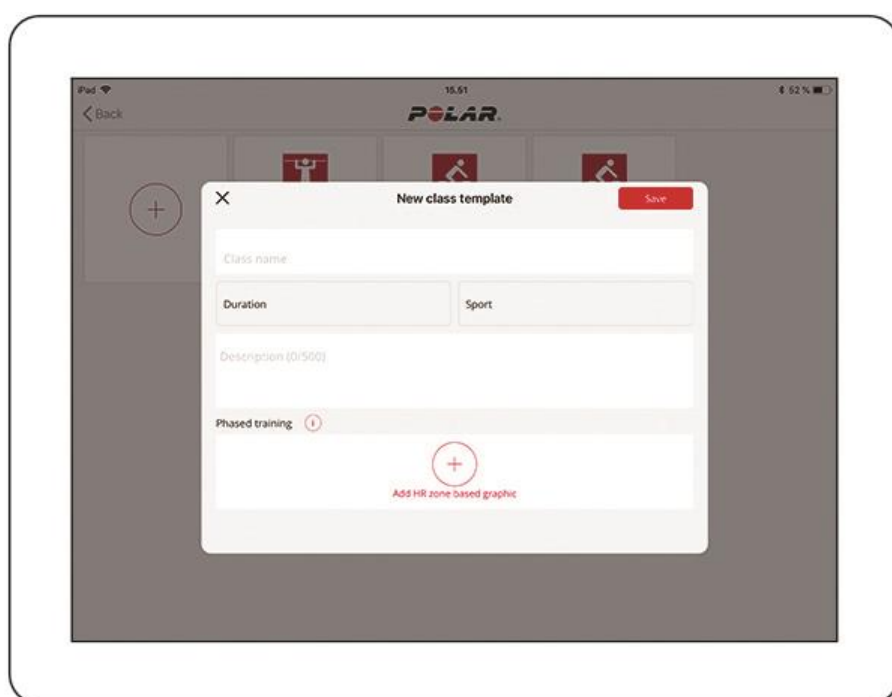 iPad 15.51 52 %
Back POLAR
New class template Save
Class name
Duration Sport
Description (0/500)
Phased training i
Add HR zone based graphic